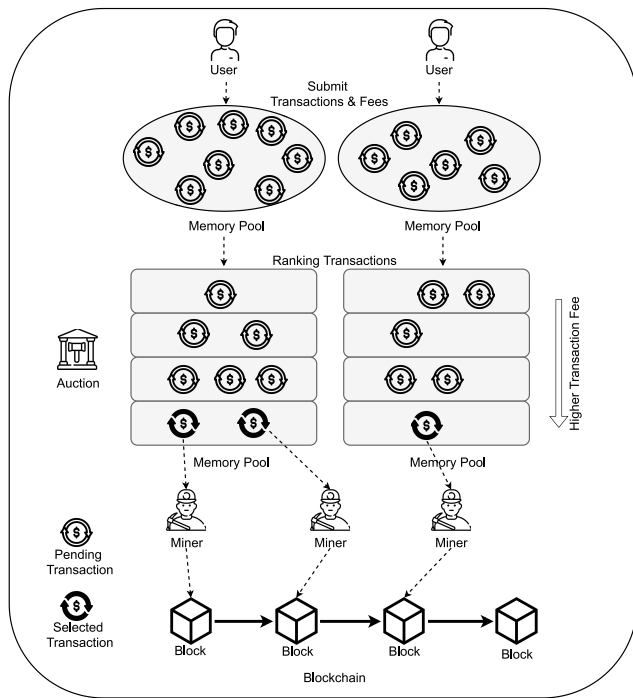 User
User
Submit
Transactions & Fees
Memory Pool
Memory Pool
Ranking Transactions
Higher Transaction Fee
Auction
Memory Pool
Memory Pool
Miner
Miner
Miner
Pending
Transaction
Selected
Transaction
Block
Block
Block
Block
Blockchain